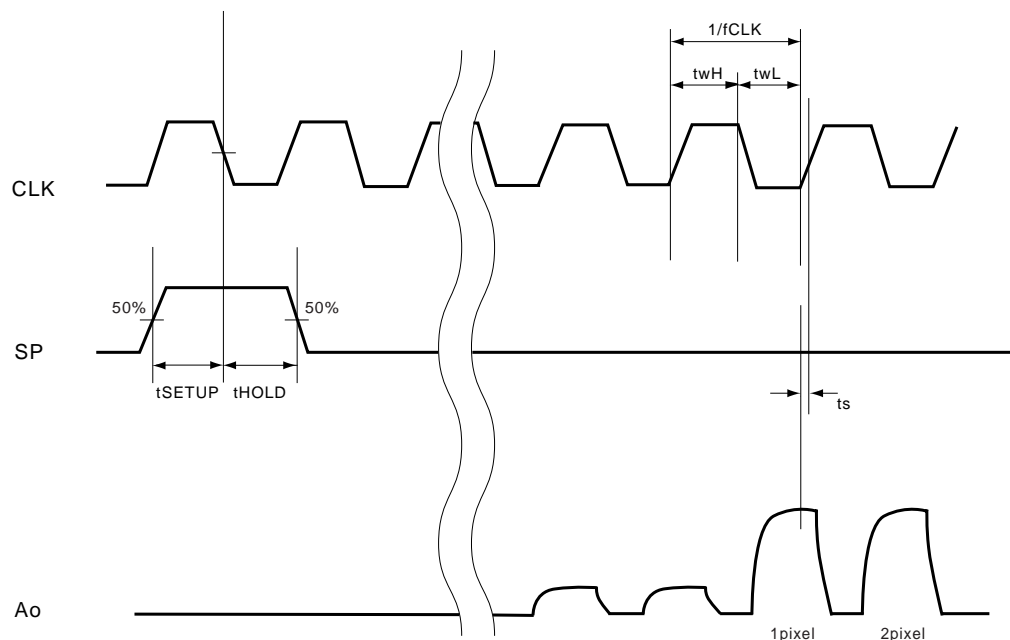 1/fCLK
twH twL
CLK
50% 50%
SP
tSETUP tHOLD
ts
Ao
1pixel 2pixel